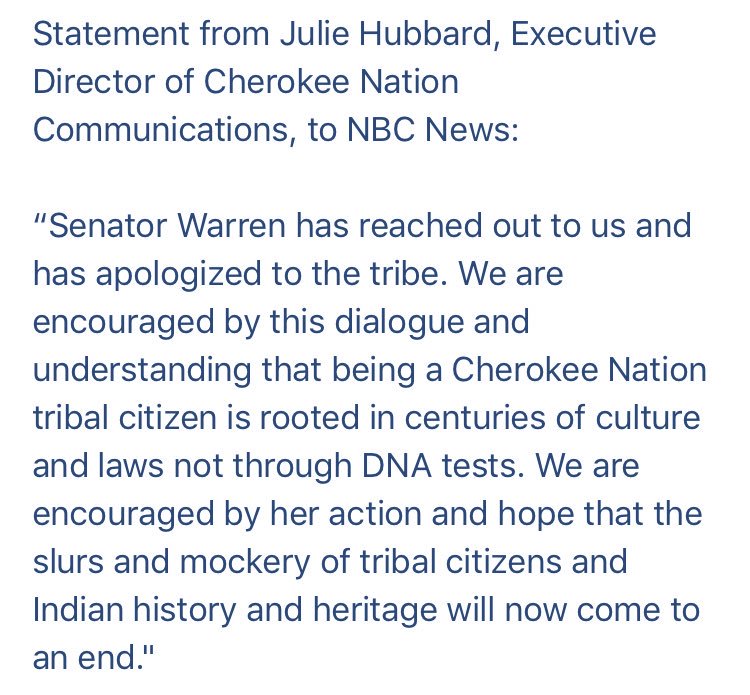 Statement from Julie Hubbard, Executive
Director of Cherokee Nation
Communications, to NBC News:
“Senator Warren has reached out to us and
has apologized to the tribe. We are
encouraged by this dialogue and
understanding that being a Cherokee Nation
tribal citizen is rooted in centuries of culture
and laws not through DNA tests. We are
encouraged by her action and hope that the
slurs and mockery of tribal citizens and
Indian history and heritage will now come to
an end."